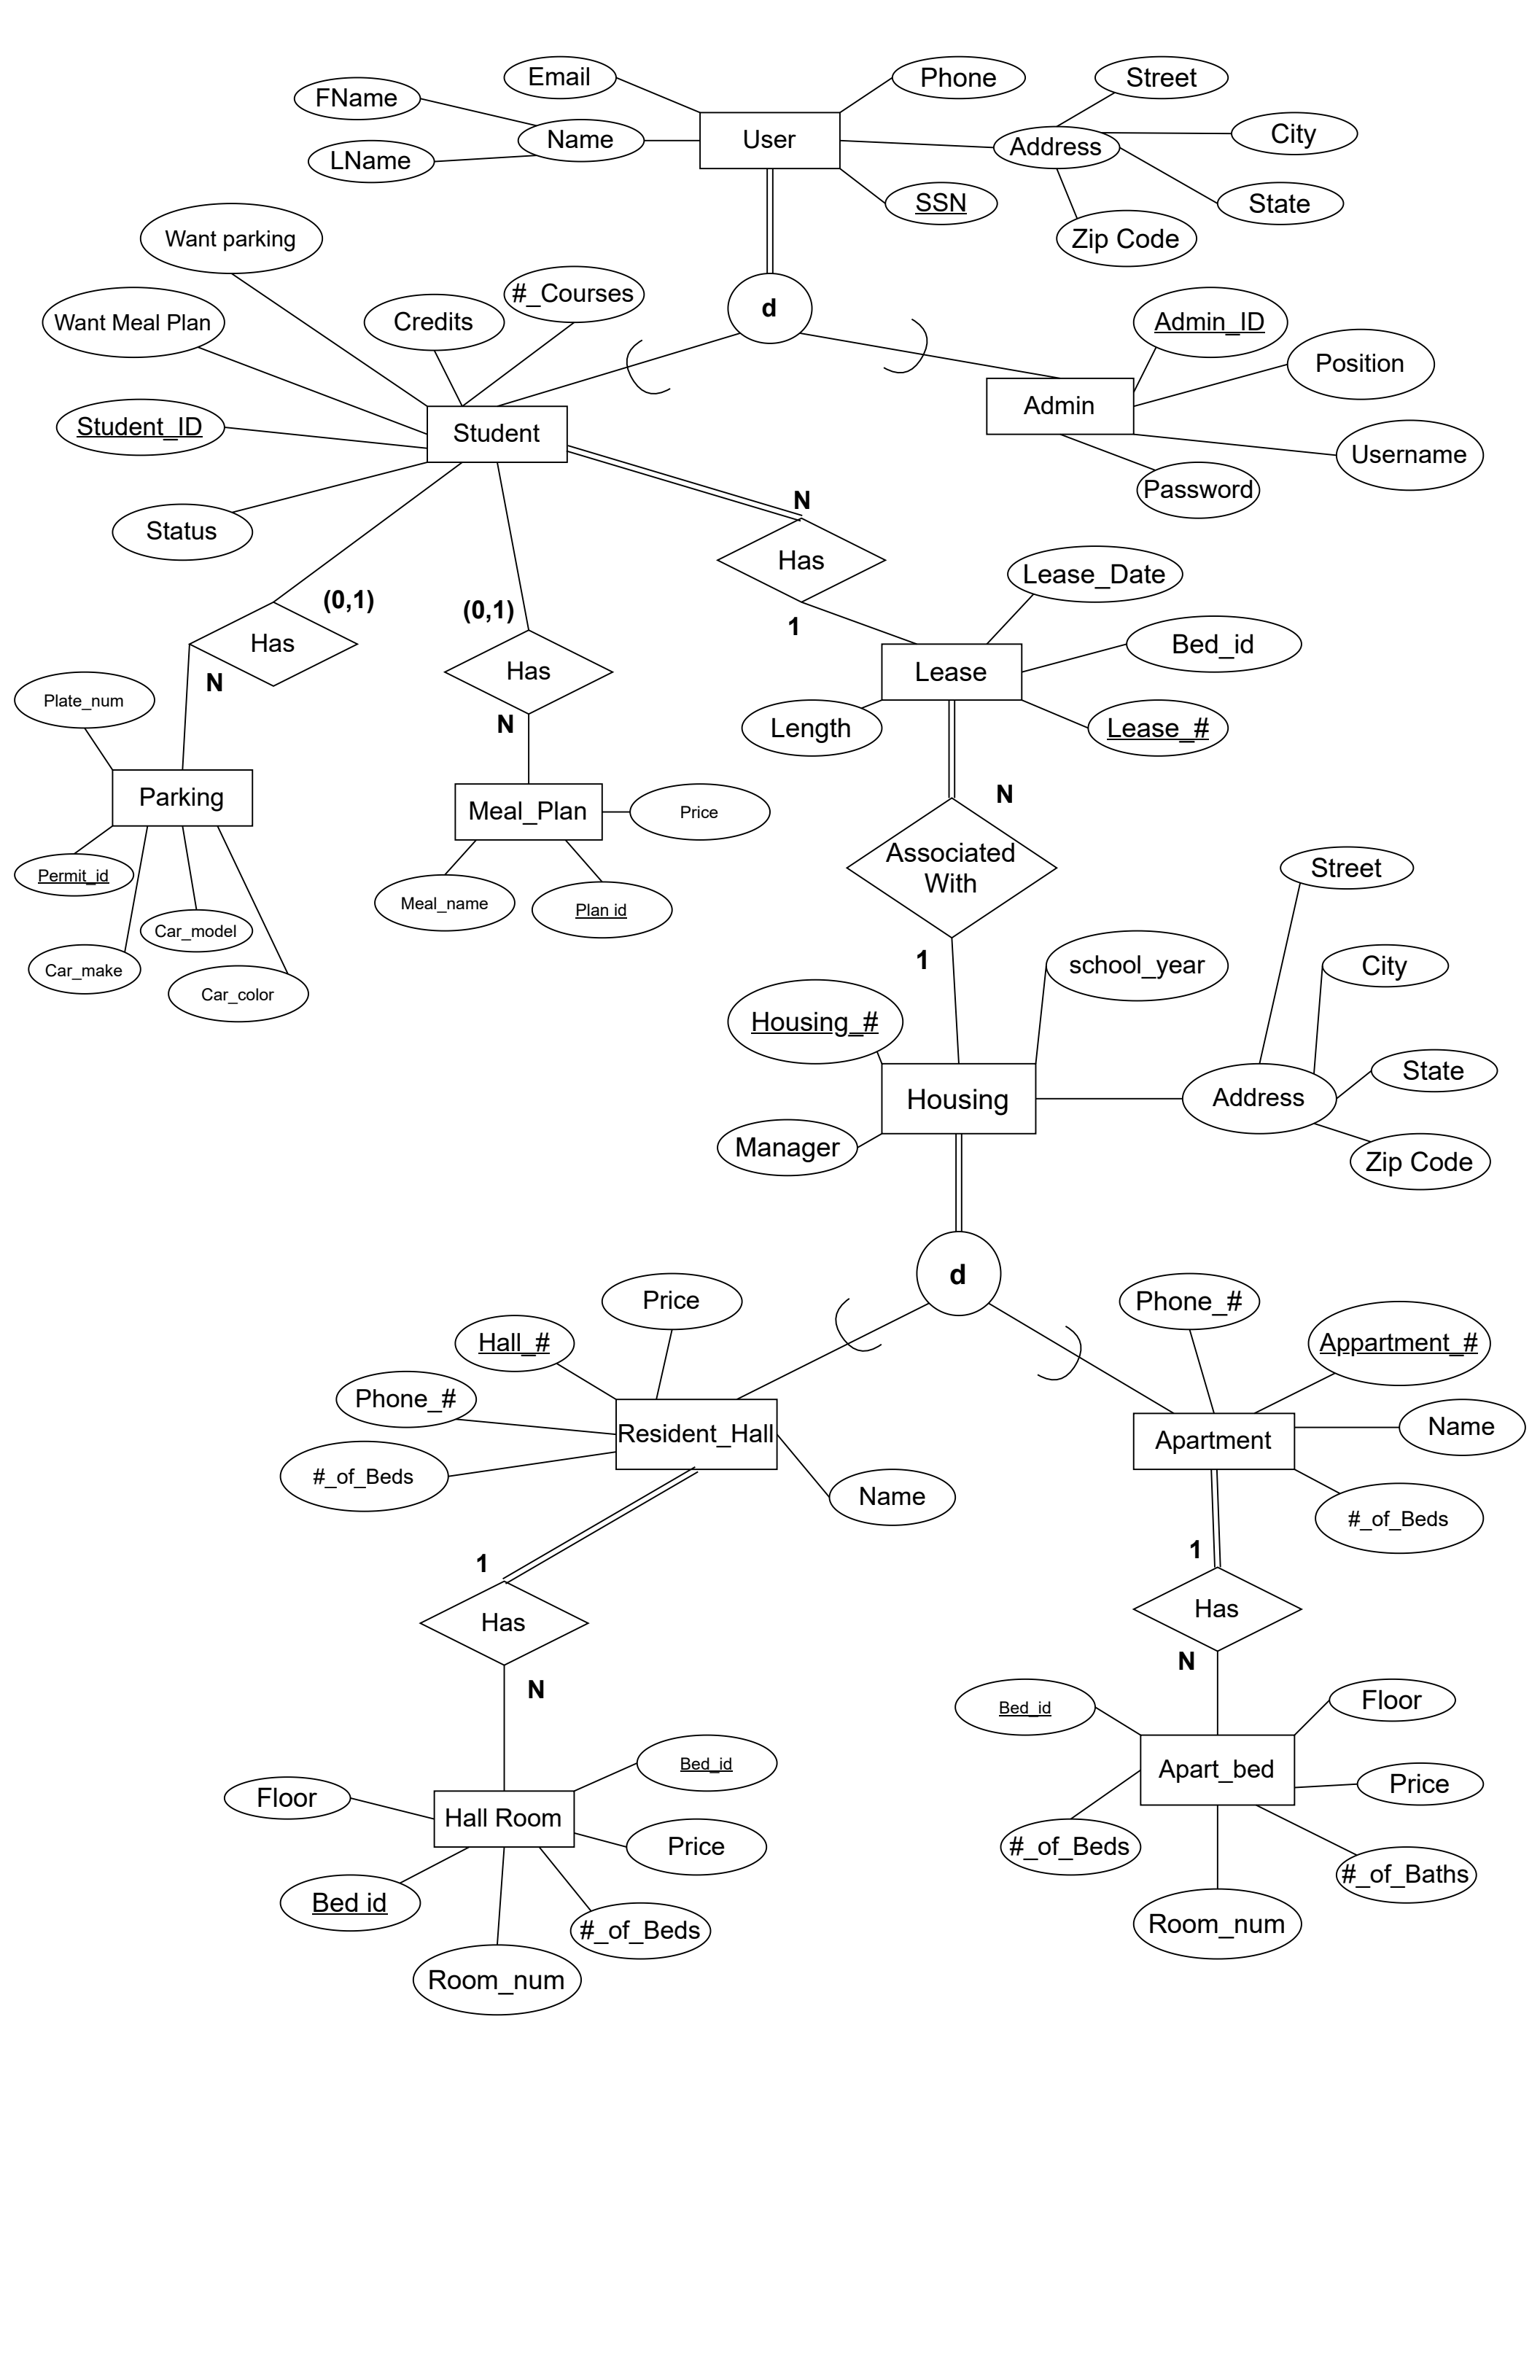 Email
Phone
Street
FName
Name
User
Address
City
LName
SSN
State
Zip Code
Want parking
#_Courses
d
Want Meal Plan
Credits
Admin_ID
Position
Admin
Student_ID
Student
Username
Password
Status
N
Has
Lease_Date
(0,1)
(0,1)
1
Has
Has
Bed_id
Lease
N
Plate_num
N
Length
Lease_#
Parking
Meal_Plan
Price
N
Associated
With
Street
Permit_id
Meal_name
Plan id
Car_model
Car_make
Car_color
1
school_year
City
Housing_#
State
Housing
Address
Manager
Zip Code
d
Price
Phone_#
Hall_#
Appartment_#
Phone_#
Resident_Hall
Apartment
Name
#_of_Beds
Name
#_of_Beds
1
1
Has
Has
N
N
Bed_id
Floor
Bed_id
Apart_bed
Price
Floor
Hall Room
Price
#_of_Beds
#_of_Baths
Bed id
#_of_Beds
Room_num
Room_num